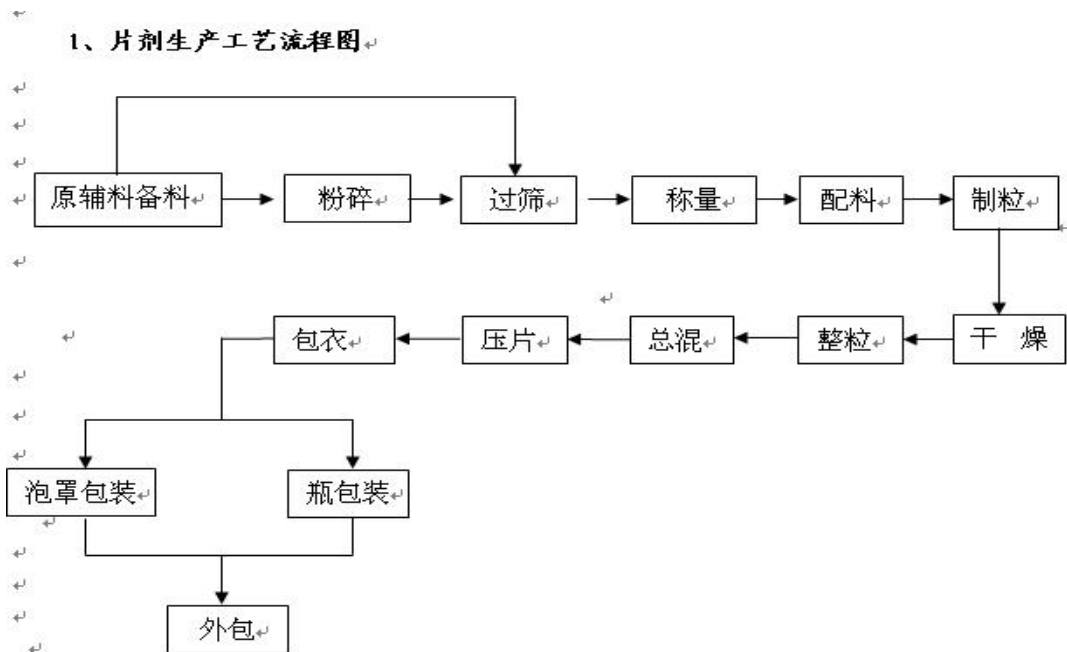 1、片剂生产工艺流程图
原辅料备料
粉碎
过筛
称量
配料
制粒
包衣
压片
总混
整粒
干 燥
泡罩包装
瓶包装
外包